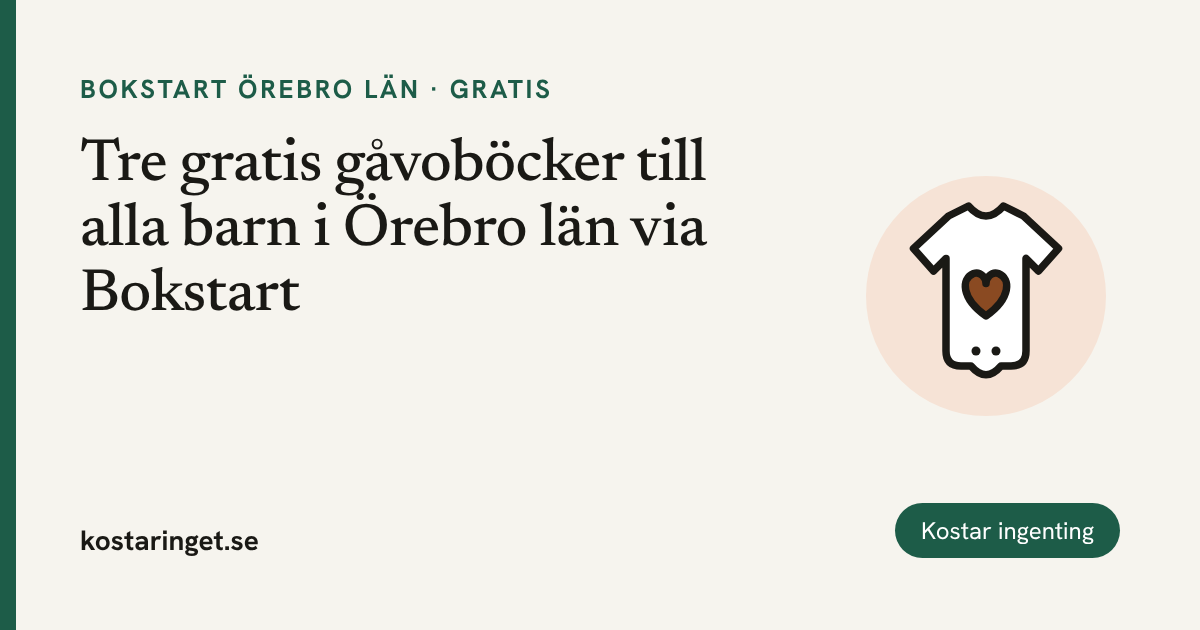 BOKSTART ÖREBRO LÄN · GRATIS
Tre gratis gåvoböcker till
alla barn i Örebro län via
Bokstart
kostaringet.se
Kostar ingenting